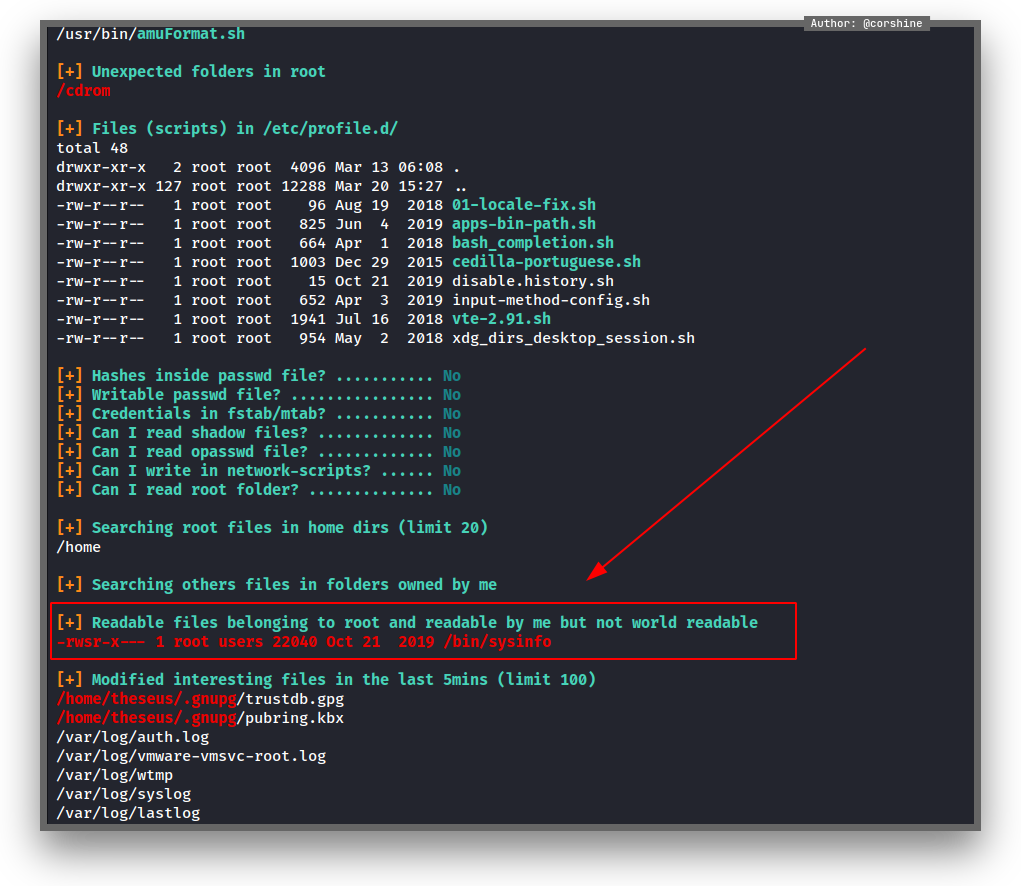 Author: @corshine
/usr/bin/amuFormat.sh
[+] Unexpected folders in root
/cdrom
[+] Files (scripts) in /etc/profile.d/
total 48
drwxr-xr-x   2 root root  4096 Mar 13 06:08 .
drwxr-xr-x 127 root root 12288 Mar 20 15:27 ..
-rw-r--r--   1 root root    96 Aug 19  2018 01-locale-fix.sh
-rw-r--r--   1 root root   825 Jun  4  2019 apps-bin-path.sh
-rw-r--r--   1 root root   664 Apr  1  2018 bash_completion.sh
-rw-r--r--   1 root root  1003 Dec 29  2015 cedilla-portuguese.sh
-rw-r--r--   1 root root    15 Oct 21  2019 disable.history.sh
-rw-r--r--   1 root root   652 Apr  3  2019 input-method-config.sh
-rw-r--r--   1 root root  1941 Jul 16  2018 vte-2.91.sh
-rw-r--r--   1 root root   954 May  2  2018 xdg_dirs_desktop_session.sh
[+] Hashes inside passwd file? ........... No
[+] Writable passwd file? ................ No
[+] Credentials in fstab/mtab? ........... No
[+] Can I read shadow files? ............. No
[+] Can I read opasswd file? ............. No
[+] Can I write in network-scripts? ...... No
[+] Can I read root folder? .............. No
[+] Searching root files in home dirs (limit 20)
/home
[+] Searching others files in folders owned by me
[+] Readable files belonging to root and readable by me but not world readable
-rwsr-x--- 1 root users 22040 Oct 21  2019 /bin/sysinfo
[+] Modified interesting files in the last 5mins (limit 100)
/home/theseus/.gnupg/trustdb.gpg
/home/theseus/.gnupg/pubring.kbx
/var/log/auth.log
/var/log/vmware-vmsvc-root.log
/var/log/wtmp
/var/log/syslog
/var/log/lastlog